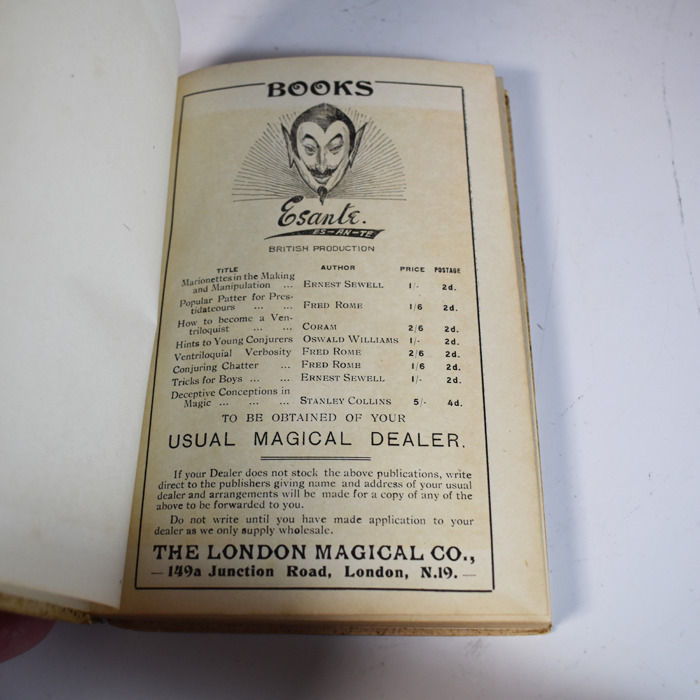 BOOKS
Esante.
ES-AN-TE
BRITISH PRODUCTION
TITLE AUTHOR PRICE POSTAGE
Marionettes in the Making
and Manipulation ... ERNEST SEWELL 1/- 2d.
Popular Patter for Pres-
tidateours ... ... FRED ROME 1/6 2d.
How to become a Ven-
triloquist ... ... CORAM 2/6 2d.
Hints to Young Conjurers OSWALD WILLIAMS 1/- 2d.
Ventriloquial Verbosity FRED ROME 2/6 2d.
Conjuring Chatter ... FRED ROME 1/6 2d.
Tricks for Boys ... ... ERNEST SEWELL 1/- 2d.
Deceptive Conceptions in
Magic ... ... ... STANLEY COLLINS 5/- 4d.
TO BE OBTAINED OF YOUR
USUAL MAGICAL DEALER.
If your Dealer does not stock the above publications, write
direct to the publishers giving name and address of your usual
dealer and arrangements will be made for a copy of any of the
above to be forwarded to you.
Do not write until you have made application to your
dealer as we only supply wholesale.
THE LONDON MAGICAL CO.,
— 149a Junction Road, London, N.19. —